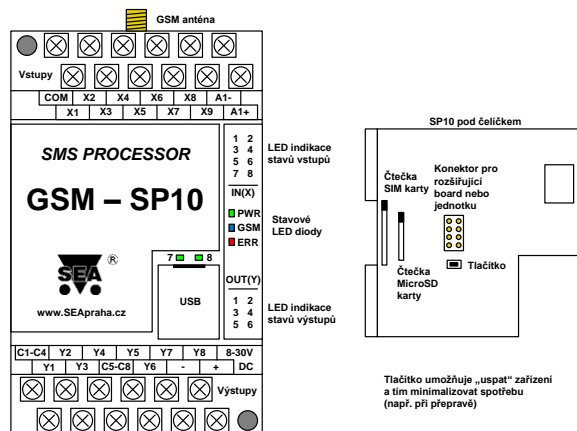 GSM anténa
Vstupy
COM X2 X4 X6 X8 A1-
X1 X3 X5 X7 X9 A1+
SMS PROCESSOR
GSM – SP10
SEA ®
www.SEApraha.cz
1 2
3 4
5 6
7 8
IN(X)
PWR
GSM
ERR
7 8
USB
OUT(Y)
1 2
3 4
5 6
LED indikace
stavů vstupů
Stavové
LED diody
LED indikace
stavů výstupů
C1-C4 Y2 Y4 Y5 Y7 Y8 8-30V
Y1 Y3 C5-C8 Y6 - + DC
Výstupy
SP10 pod čelíčkem
Čtečka
SIM karty
Konektor pro
rozšiřující
board nebo
jednotku
Tlačítko
Čtečka
MicroSD
karty
Tlačítko umožňuje „uspat“ zařízení
a tím minimalizovat spotřebu
(např. při přepravě)